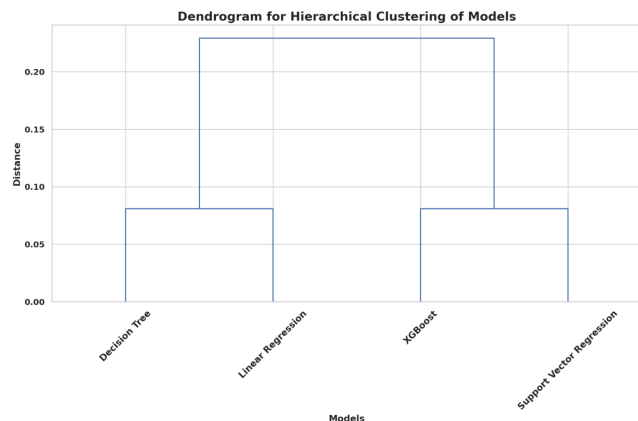 Dendrogram for Hierarchical Clustering of Models
0.20
0.15
0.10
0.05
0.00
Distance
Decision Tree
Linear Regression
XGBoost
Support Vector Regression
Models